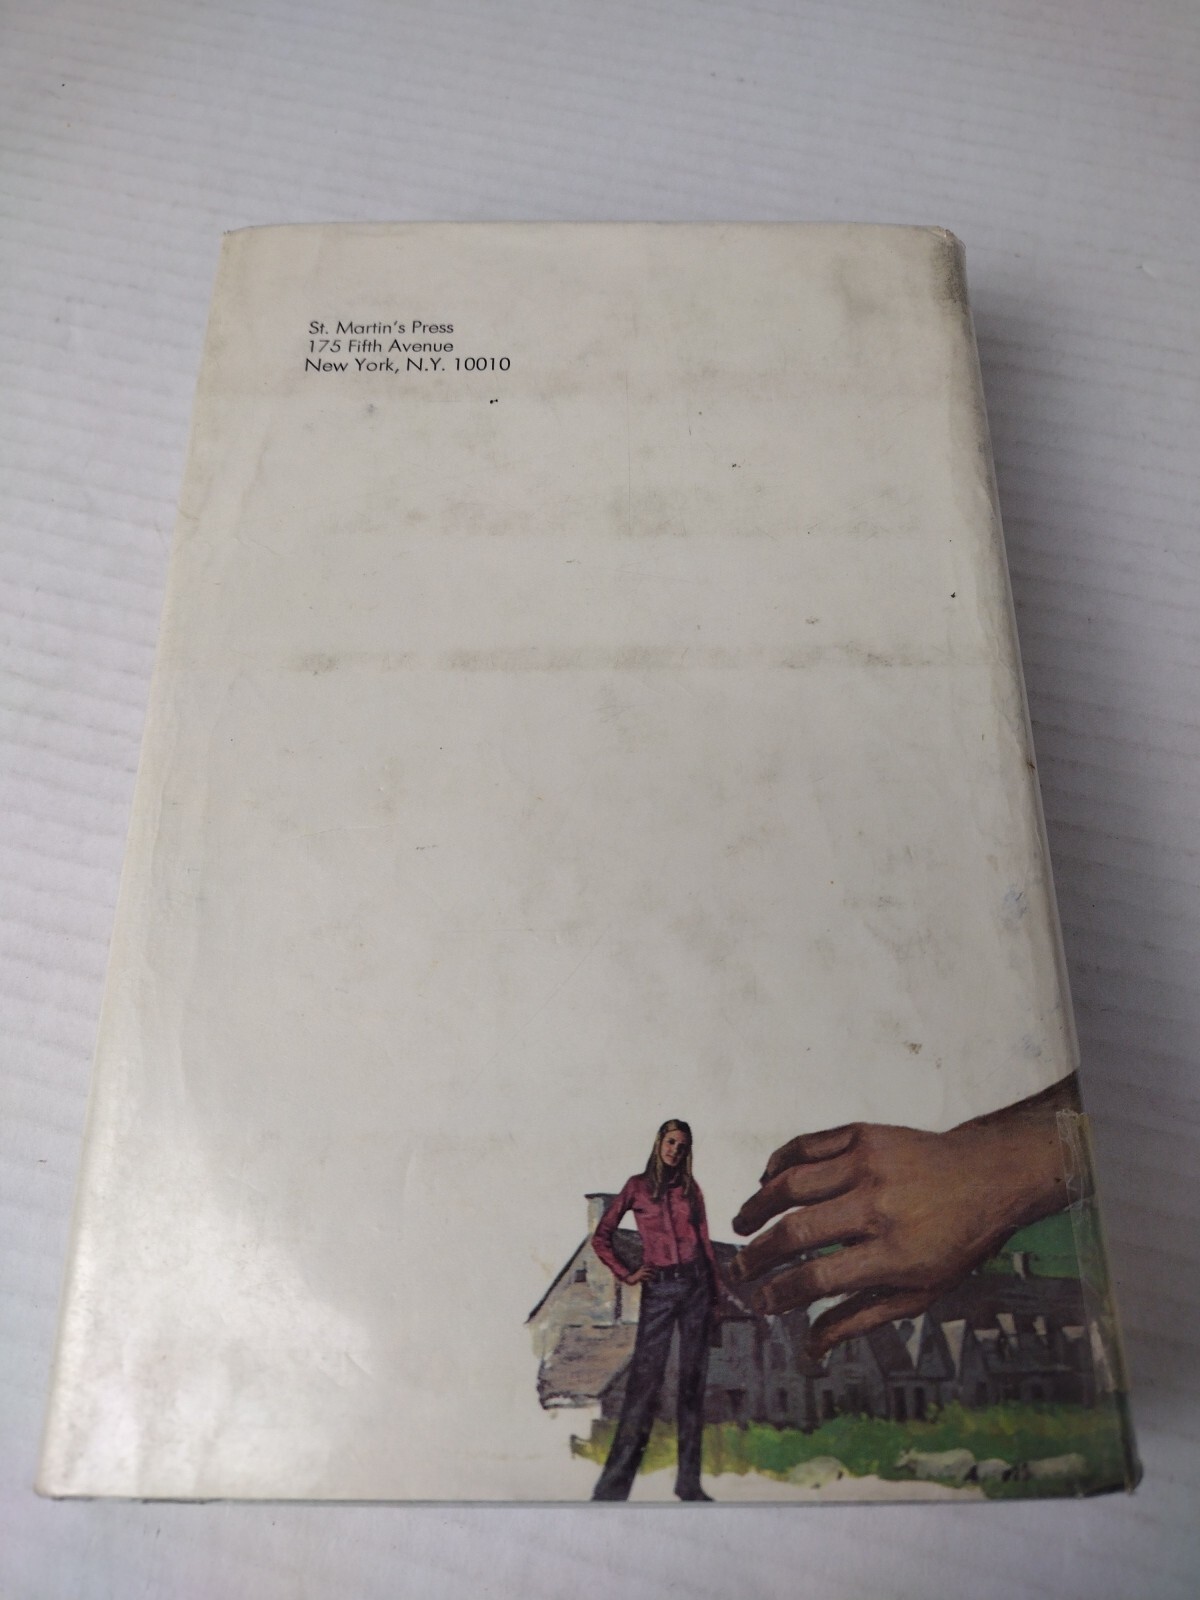 St. Martin's Press
175 Fifth Avenue
New York, N.Y. 10010